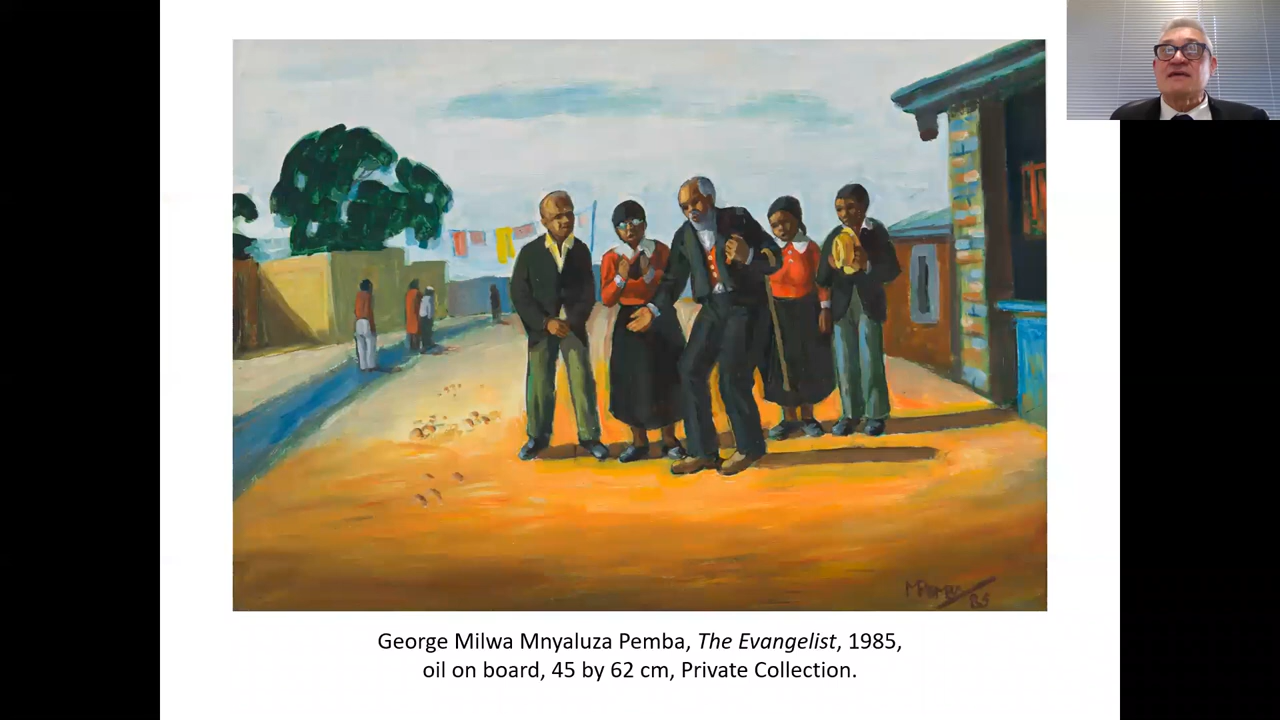 George Milwa Mnyaluza Pemba, The Evangelist, 1985,
oil on board, 45 by 62 cm, Private Collection.